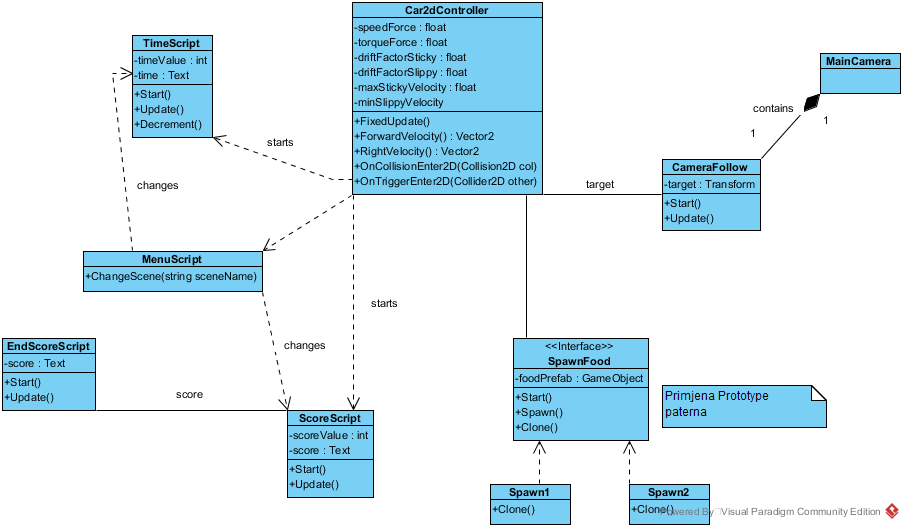 Car2dController
-speedForce : float
-torqueForce : float
-driftFactorSticky : float
-driftFactorSlippy : float
-maxStickyVelocity : float
-minSlippyVelocity
+FixedUpdate()
+ForwardVelocity() : Vector2
+RightVelocity() : Vector2
+OnCollisionEnter2D(Collision2D col)
+OnTriggerEnter2D(Collider2D other)
TimeScript
-timeValue : int
-time : Text
+Start()
+Update()
+Decrement()
MainCamera
contains
1
1
starts
changes
CameraFollow
-target : Transform
+Start()
+Update()
target
MenuScript
+ChangeScene(string sceneName)
starts
changes
EndScoreScript
-score : Text
+Start()
+Update()
score
ScoreScript
-scoreValue : int
-score : Text
+Start()
+Update()
<<Interface>>
SpawnFood
-foodPrefab : GameObject
+Start()
+Spawn()
+Clone()
Primjena Prototype
paterna
Spawn1
+Clone()
Spawn2
+Clone()
Powered By Visual Paradigm Community Edition